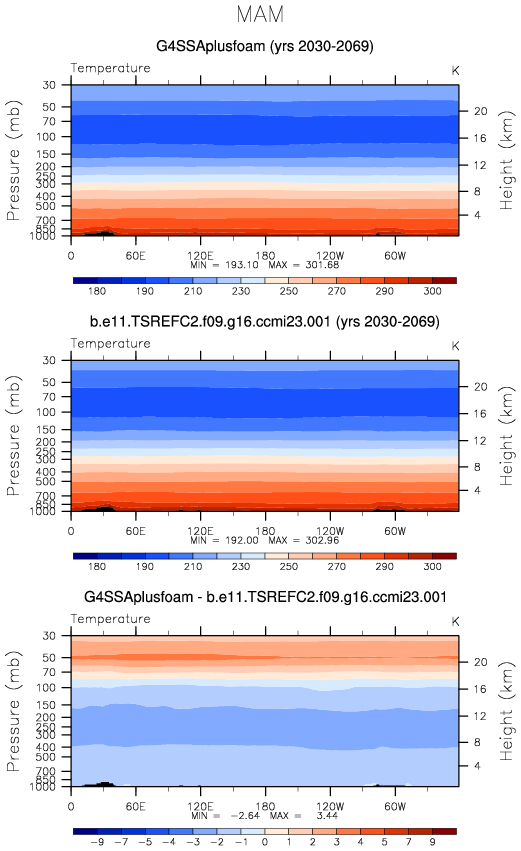 MAM
G4SSAplusfoam (yrs 2030-2069)
Temperature K
Pressure (mb)
30
50
70
100
150
200
250
300
400
500
700
850
1000
Height (km)
20
16
12
8
4
0 60E 120E 180 120W 60W
MIN = 193.10 MAX = 301.68
180 190 210 230 250 270 290 300
b.e11.TSREFC2.f09.g16.ccmi23.001 (yrs 2030-2069)
Temperature K
Pressure (mb)
30
50
70
100
150
200
250
300
400
500
700
850
1000
Height (km)
20
16
12
8
4
0 60E 120E 180 120W 60W
MIN = 192.00 MAX = 302.96
180 190 210 230 250 270 290 300
G4SSAplusfoam - b.e11.TSREFC2.f09.g16.ccmi23.001
Temperature K
Pressure (mb)
30
50
70
100
150
200
250
300
400
500
700
850
1000
Height (km)
20
16
12
8
4
0 60E 120E 180 120W 60W
MIN = -2.64 MAX = 3.44
-9 -7 -5 -4 -3 -2 -1 0 1 2 3 4 5 7 9